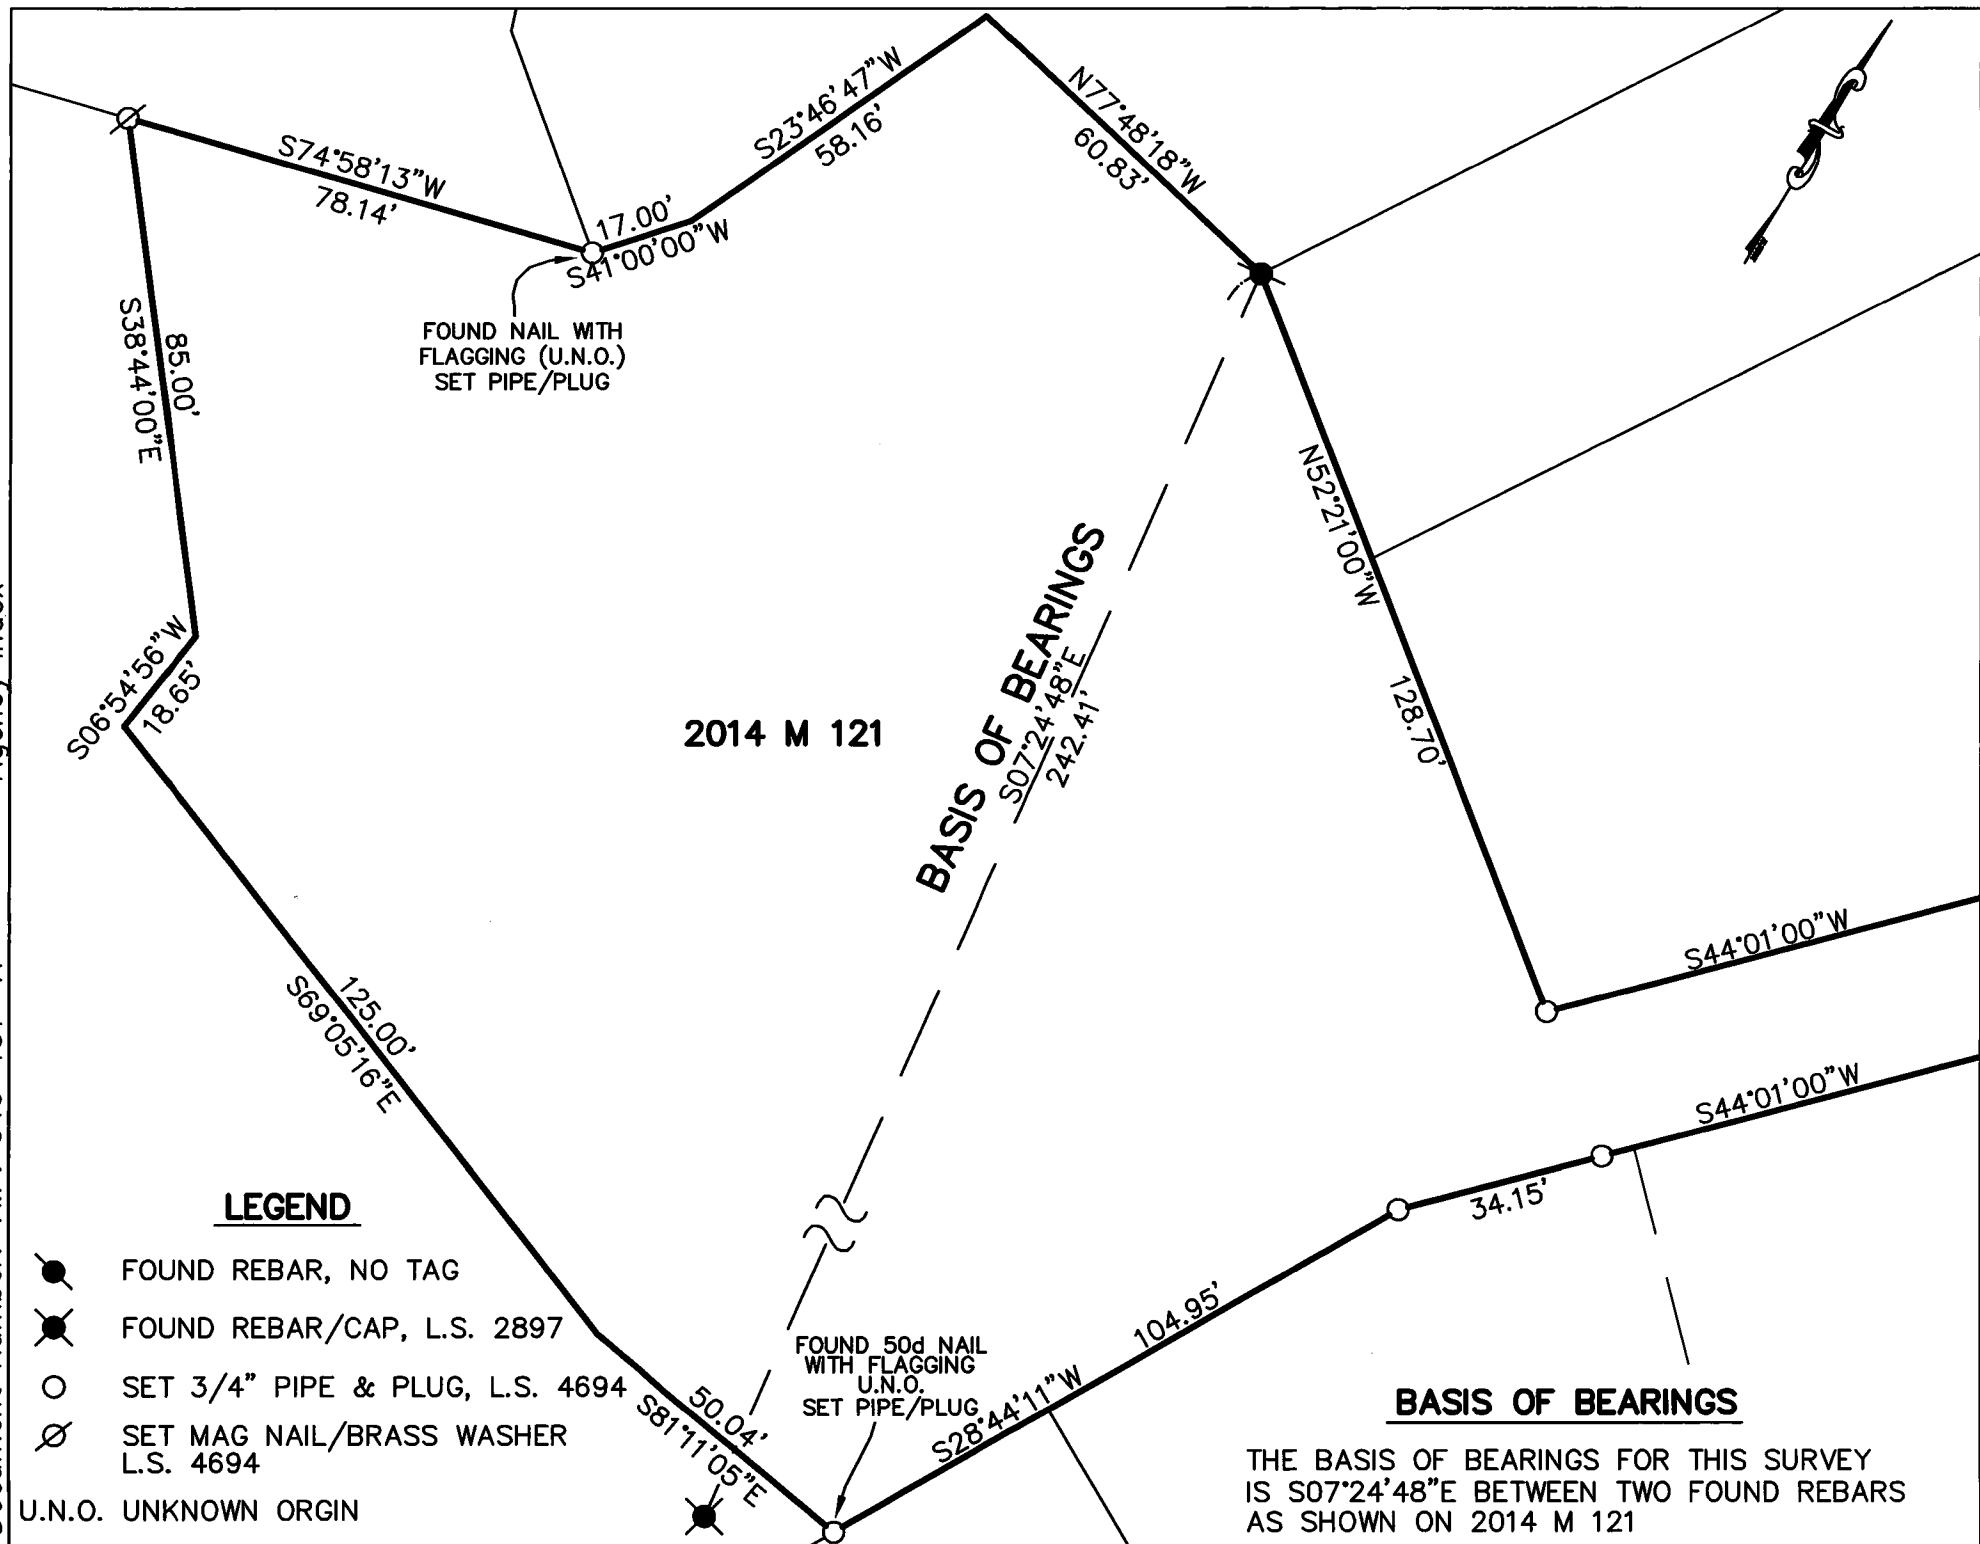 S23°46'47"W
58.16'
N77°48'18"W
60.83'
S74°58'13"W
78.14'
17.00'
S41°00'00"W
FOUND NAIL WITH
FLAGGING (U.N.O.)
SET PIPE/PLUG
85.00'
S38°44'00"E
N52°21'00"W
128.70'
S06°54'56"W
18.65'
2014 M 121
BASIS OF BEARINGS
S07°24'48"E
242.41'
125.00'
S69°05'16"E
S44°01'00"W
S44°01'00"W
34.15'
104.95'
S28°44'11"W
FOUND 50d NAIL
WITH FLAGGING
U.N.O.
SET PIPE/PLUG
50.04'
S81°11'05"E
LEGEND
FOUND REBAR, NO TAG
FOUND REBAR/CAP, L.S. 2897
SET 3/4" PIPE & PLUG, L.S. 4694
SET MAG NAIL/BRASS WASHER
L.S. 4694
U.N.O. UNKNOWN ORGIN
BASIS OF BEARINGS
THE BASIS OF BEARINGS FOR THIS SURVEY
IS S07°24'48"E BETWEEN TWO FOUND REBARS
AS SHOWN ON 2014 M 121